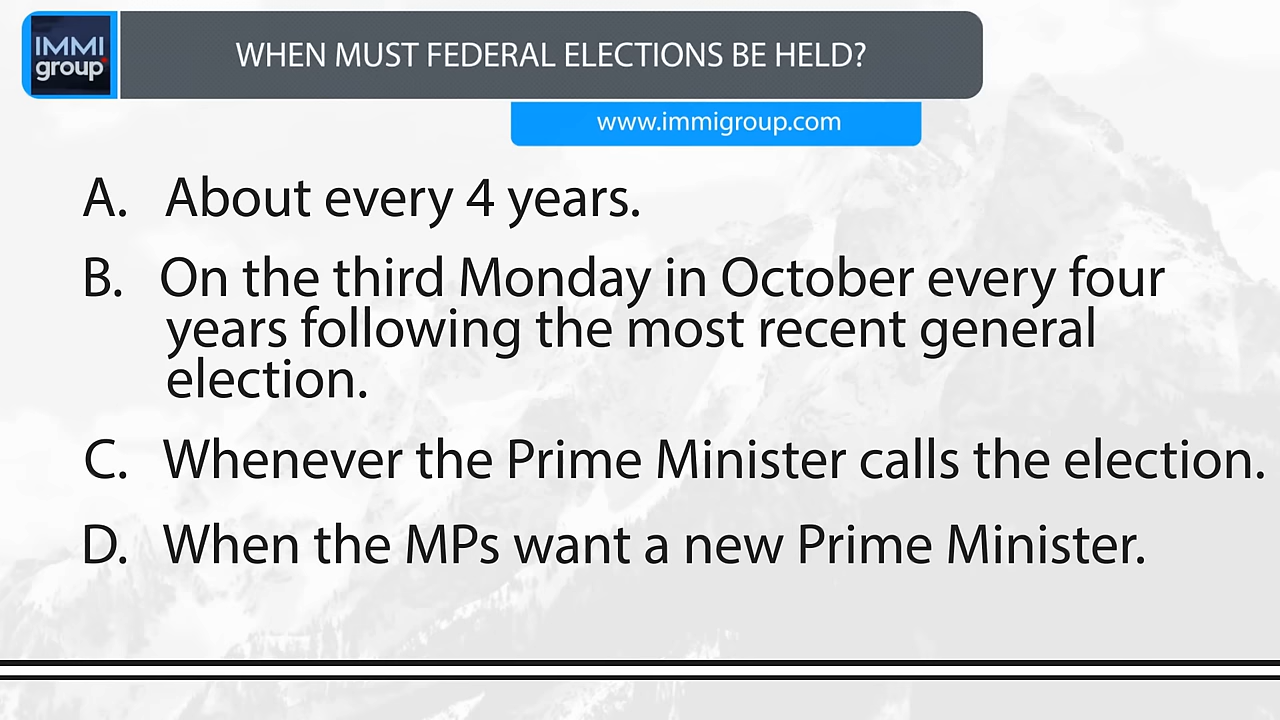 IMMI
group
WHEN MUST FEDERAL ELECTIONS BE HELD?
www.immigroup.com
A. About every 4 years.
B. On the third Monday in October every four
years following the most recent general
election.
C. Whenever the Prime Minister calls the election.
D. When the MPs want a new Prime Minister.